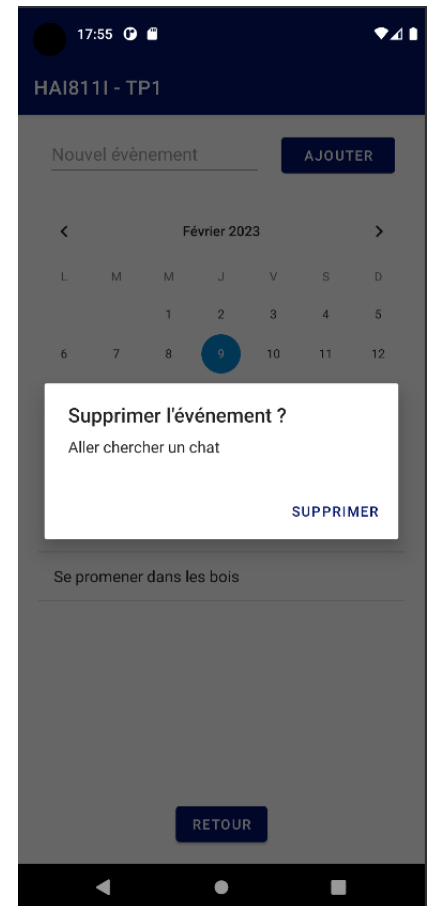 17:55
HAI811I - TP1
Nouvel évènement AJOUTER
Février 2023
L M M J V S D
1 2 3 4 5
6 7 8 9 10 11 12
Supprimer l'événement ?
Aller chercher un chat
SUPPRIMER
Se promener dans les bois
RETOUR